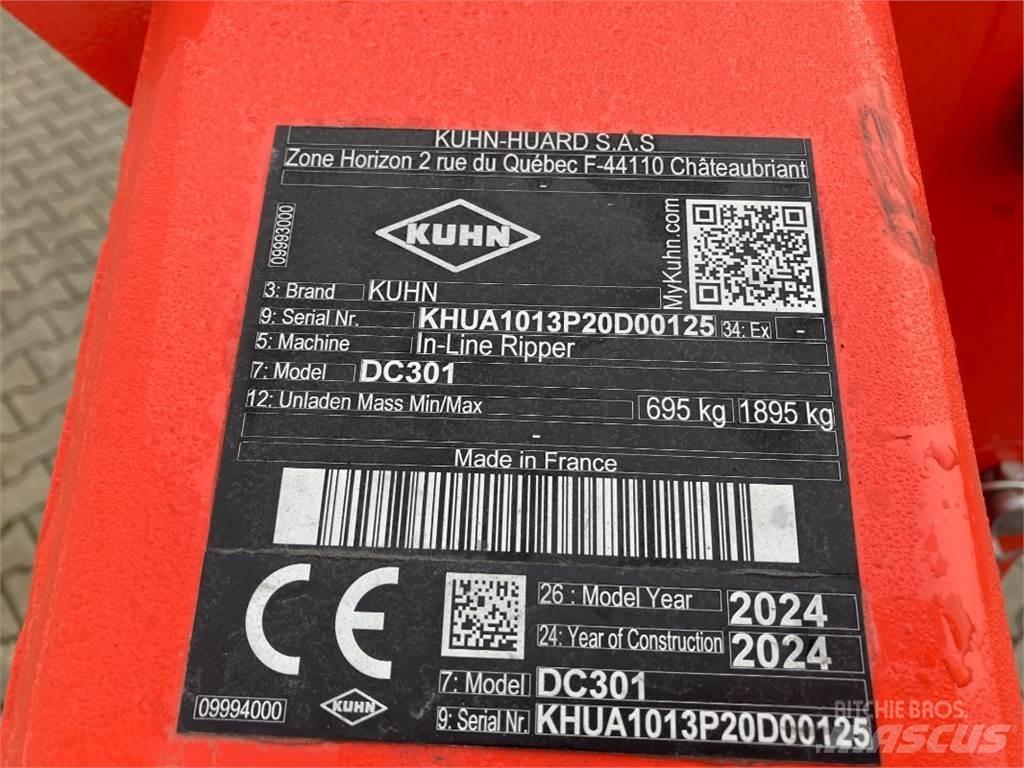 KUHN-HUARD S.A.S
Zone Horizon 2 rue du Québec F-44110 Châteaubriant
-
09993000
KUHN
MyKuhn.com
3: Brand KUHN
9: Serial Nr. KHUA1013P20D00125 34: Ex -
5: Machine In-Line Ripper
7: Model DC301
12: Unladen Mass Min/Max 695 kg 1895 kg
-
Made in France
CE
26 : Model Year 2024
24: Year of Construction 2024
7: Model DC301
09994000 KUHN 9: Serial Nr. KHUA1013P20D00125
RITCHIE BROS.
MASCUS